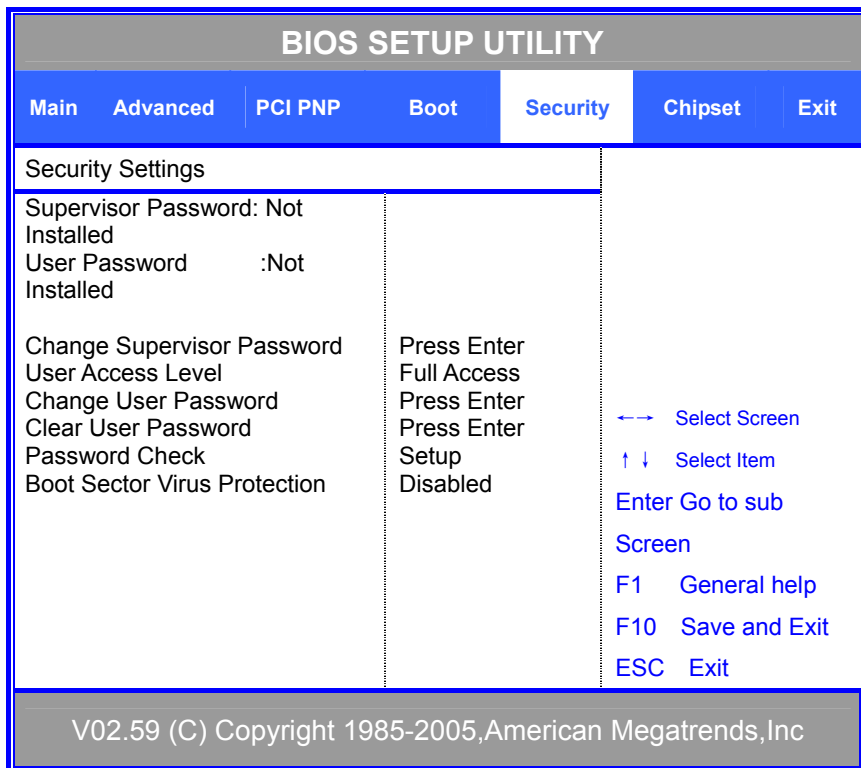 BIOS SETUP UTILITY
Main Advanced PCI PNP Boot Security Chipset Exit
Security Settings
Supervisor Password: Not
Installed
User Password :Not
Installed
Change Supervisor Password Press Enter
User Access Level Full Access
Change User Password Press Enter
Clear User Password Press Enter
Password Check Setup
Boot Sector Virus Protection Disabled
←→ Select Screen
↑↓ Select Item
Enter Go to sub
Screen
F1 General help
F10 Save and Exit
ESC Exit
V02.59 (C) Copyright 1985-2005,American Megatrends,Inc